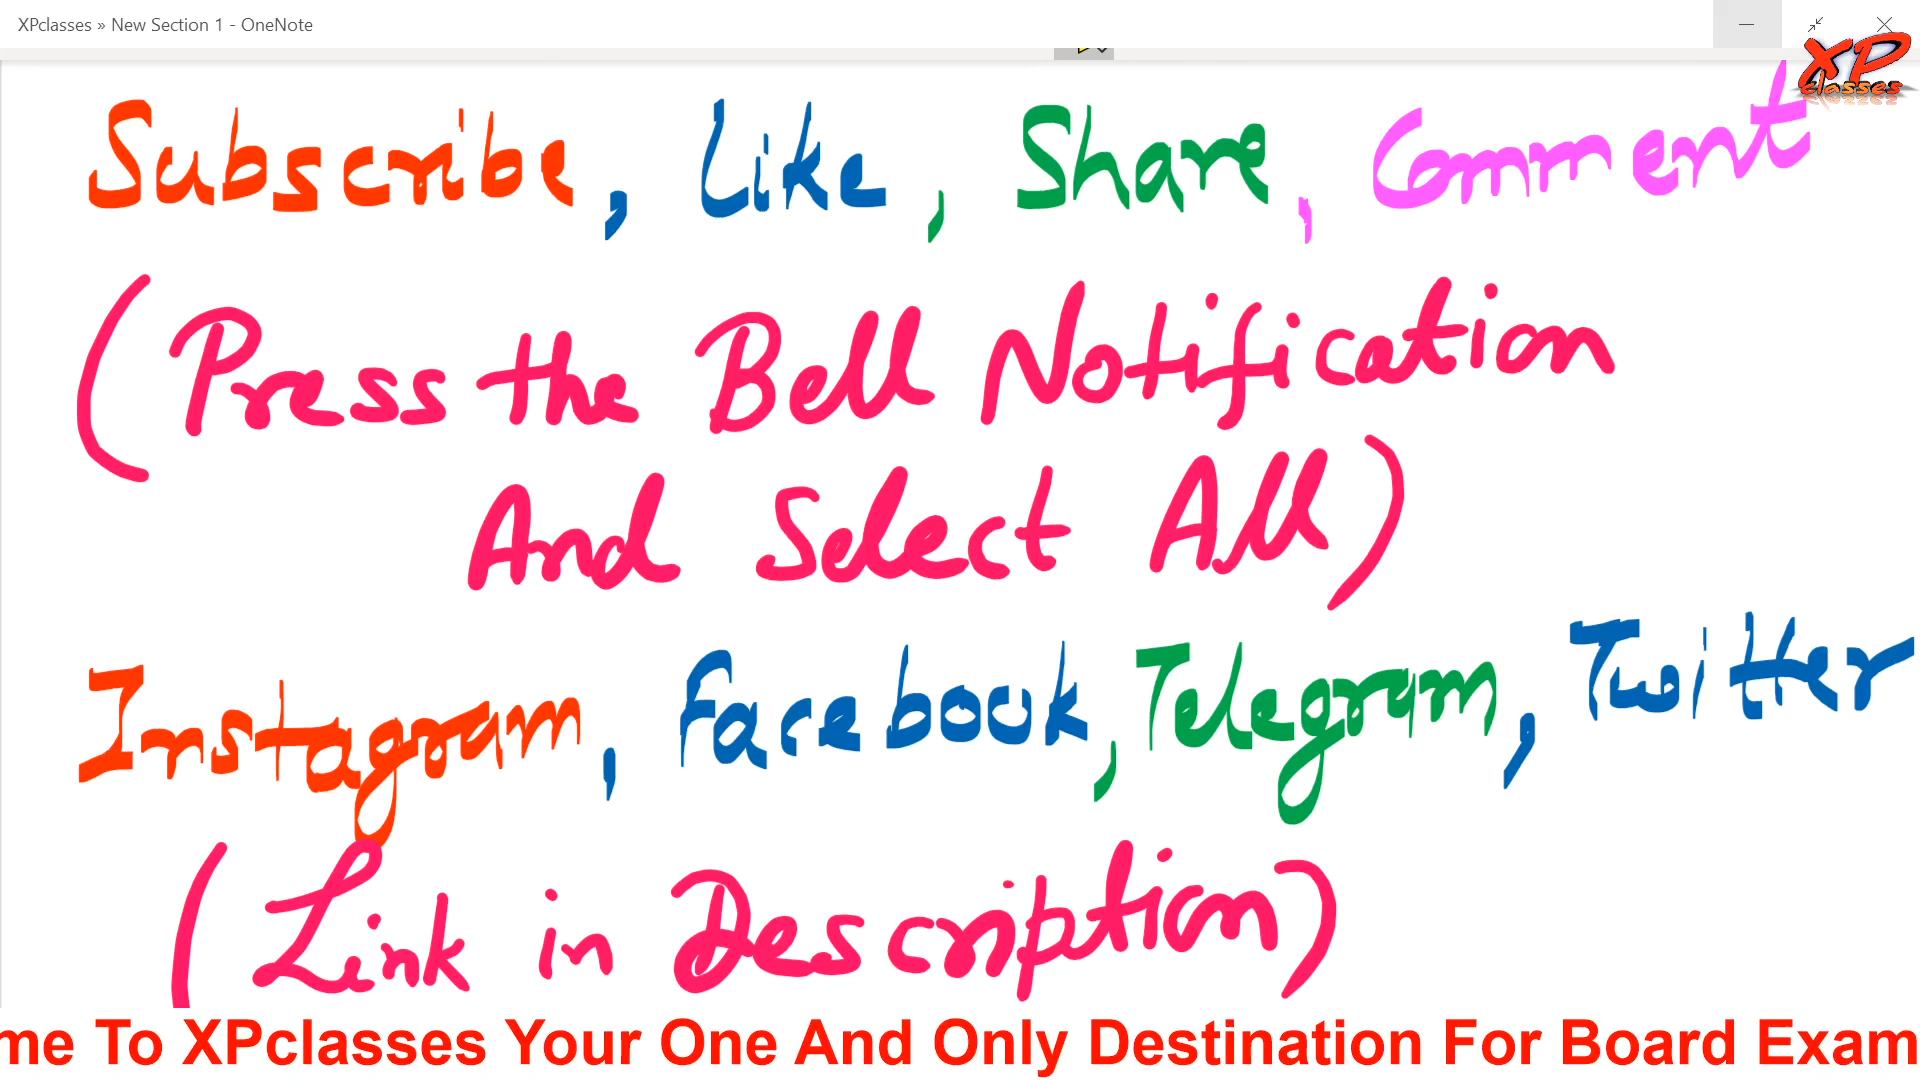 XPclasses » New Section 1 - OneNote
XP
classes
Subscribe, Like, Share, Comment
(Press the Bell Notification
And Select All)
Instagram, Facebook, Telegram, Twitter
(Link in Description)
me To XPclasses Your One And Only Destination For Board Exam